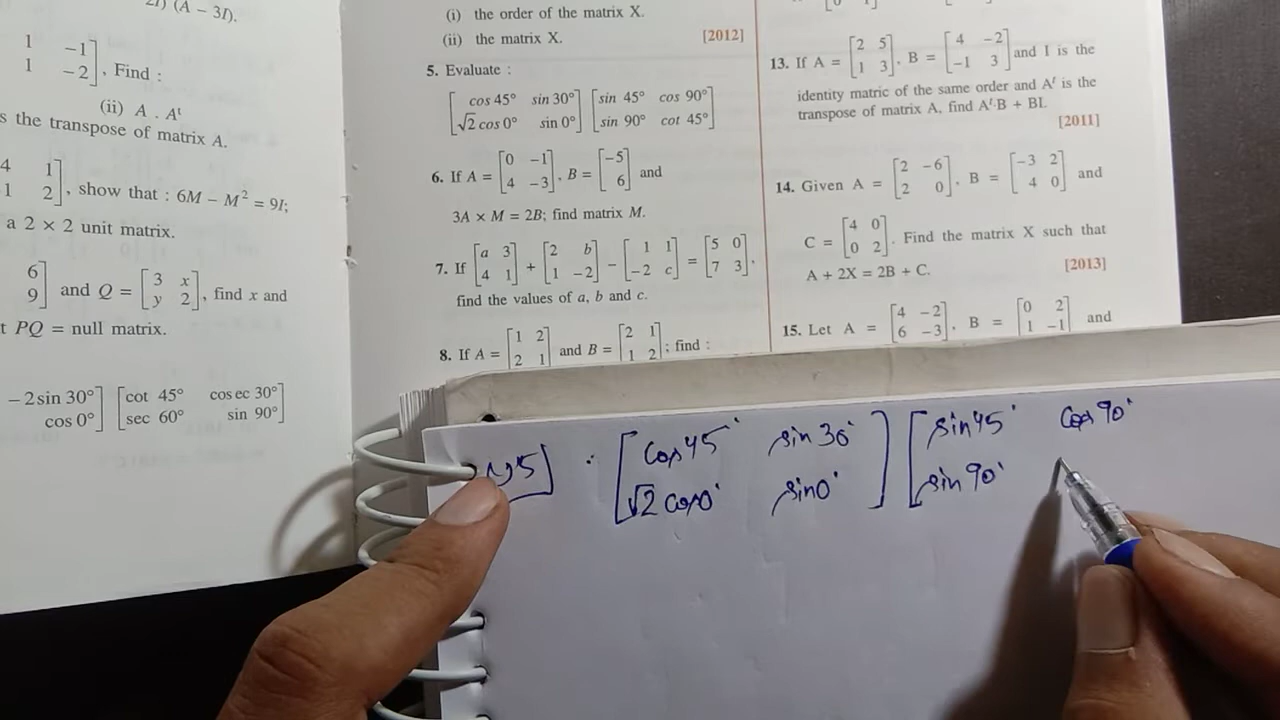 2I) (A – 3I).
1 –1
1 –2 ], Find :
(ii) A . Aᵗ
s the transpose of matrix A.
4 1
1 2 ], show that : 6M – M² = 9I;
a 2 × 2 unit matrix.
6
9 ] and Q = [ 3 x
y 2 ], find x and
t PQ = null matrix.
– 2 sin 30° ] [ cot 45° cosec 30°
cos 0° ] [ sec 60° sin 90° ]
(i) the order of the matrix X.
(ii) the matrix X. [2012]
5. Evaluate :
[ cos 45° sin 30° ] [ sin 45° cos 90° ]
[ √2 cos 0° sin 0° ] [ sin 90° cot 45° ]
6. If A = [ 0 –1
4 –3 ], B = [ –5
6 ] and
3A × M = 2B; find matrix M.
7. If [ a 3
4 1 ] + [ 2 b
1 –2 ] – [ 1 1
–2 c ] = [ 5 0
7 3 ],
find the values of a, b and c.
8. If A = [ 1 2
2 1 ] and B = [ 2 1
1 2 ]; find :
13. If A = [ 2 5
1 3 ], B = [ 4 –2
–1 3 ] and I is the
identity matric of the same order and Aᵗ is the
transpose of matrix A, find Aᵗ·B + BI.
[2011]
14. Given A = [ 2 –6
2 0 ], B = [ –3 2
4 0 ] and
C = [ 4 0
0 2 ]. Find the matrix X such that
A + 2X = 2B + C. [2013]
15. Let A = [ 4 –2
6 –3 ], B = [ 0 2
1 –1 ] and
[ cos 45° sin 30° ] [ sin 45° cos 90°
[ √2 cos 0° sin 0° ] [ sin 90°